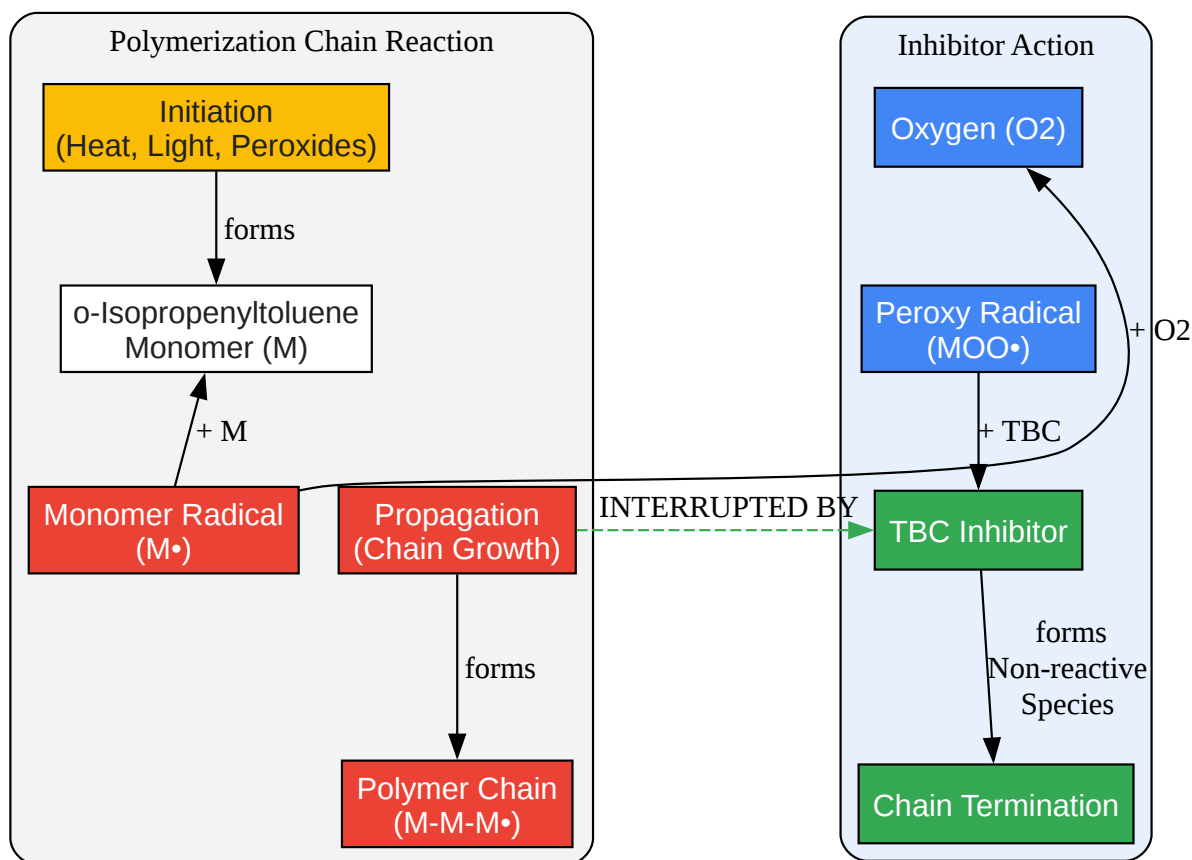 Polymerization Chain Reaction
Initiation
(Heat, Light, Peroxides)
forms
o-Isopropenyltoluene
Monomer (M)
+ M
Monomer Radical
(M•)
Propagation
(Chain Growth)
forms
Polymer Chain
(M-M-M•)
INTERRUPTED BY
Inhibitor Action
Oxygen (O2)
+ O2
Peroxy Radical
(MOO•)
+ TBC
TBC Inhibitor
forms
Non-reactive
Species
Chain Termination